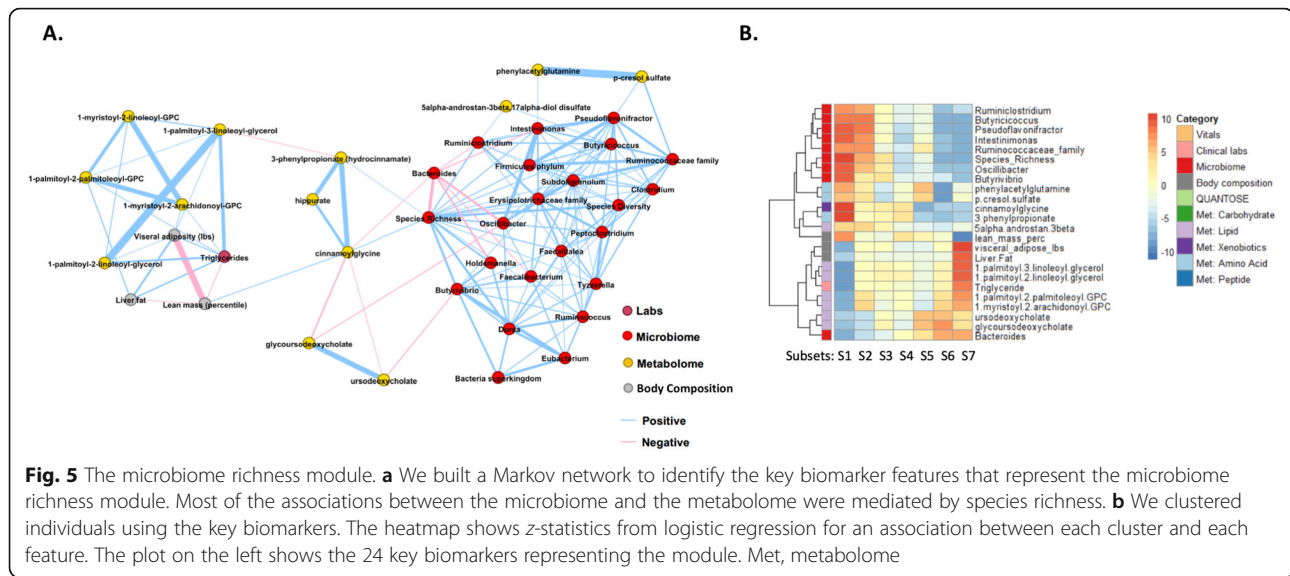 A.
phenylacetylglutamine
p-cresol sulfate
5alpha-androstan-3beta,17alpha-diol disulfate
1-myristoyl-2-linoleoyl-GPC
1-palmitoyl-3-linoleoyl-glycerol
Pseudoflavonifractor
Intestinimonas
Ruminiclostridium
Butyricicoccus
3-phenylpropionate (hydrocinnamate)
Ruminococcaceae family
Firmicutes phylum
Bacteroides
1-palmitoyl-2-palmitoleoyl-GPC
Subdoligranulum
Clostridium
hippurate
Erysipelotrichaceae family
1-myristoyl-2-arachidonoyl-GPC
Species Diversity
Species Richness
Oscillibacter
Peptoclostridium
Viseral adiposity (lbs)
Faecalitalea
cinnamoylglycine
Triglycerides
1-palmitoyl-2-linoleoyl-glycerol
Holdemanella
Faecalibacterium
Tyzzerella
Liver fat
Lean mass (percentile)
Butyrivibrio
Ruminococcus
Dorea
glycoursodeoxycholate
Eubacterium
ursodeoxycholate
Bacteria superkingdom
Labs
Microbiome
Metabolome
Body Composition
Positive
Negative
B.
Ruminiclostridium
Butyricicoccus
Pseudoflavonifractor
Intestinimonas
Ruminococcaceae_family
Species_Richness
Oscillibacter
Butyrivibrio
phenylacetylglutamine
p.cresol.sulfate
cinnamoylglycine
3.phenylpropionate
5alpha.androstan.3beta
lean_mass_perc
visceral_adipose_lbs
Liver.Fat
1.palmitoyl.3.linoleoyl.glycerol
1.palmitoyl.2.linoleoyl.glycerol
Triglyceride
1.palmitoyl.2.palmitoleoyl.GPC
1.myristoyl.2.arachidonoyl.GPC
ursodeoxycholate
glycoursodeoxycholate
Bacteroides
Subsets: S1 S2 S3 S4 S5 S6 S7
10
5
0
-5
-10
Category
Vitals
Clinical labs
Microbiome
Body composition
QUANTOSE
Met: Carbohydrate
Met: Lipid
Met: Xenobiotics
Met: Amino Acid
Met: Peptide
Fig. 5 The microbiome richness module. a We built a Markov network to identify the key biomarker features that represent the microbiome
richness module. Most of the associations between the microbiome and the metabolome were mediated by species richness. b We clustered
individuals using the key biomarkers. The heatmap shows z-statistics from logistic regression for an association between each cluster and each
feature. The plot on the left shows the 24 key biomarkers representing the module. Met, metabolome